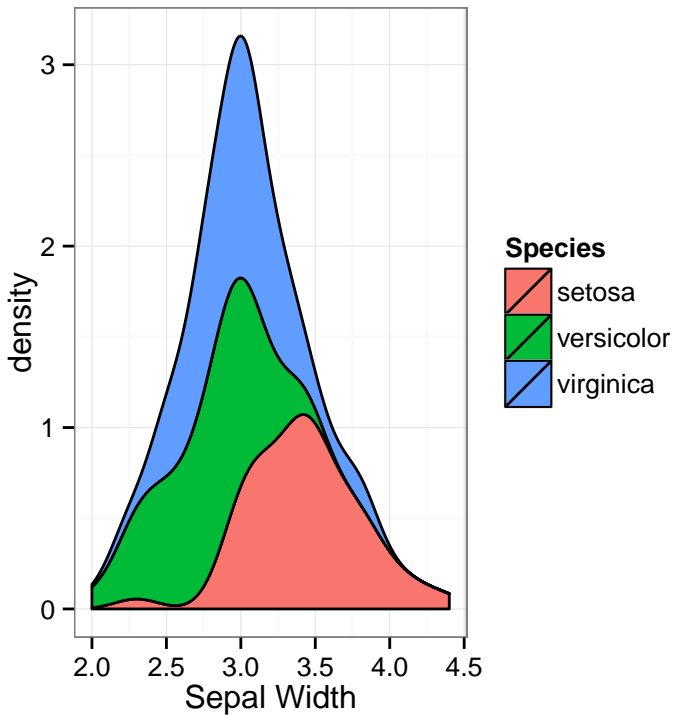 3
2
1
0
density
2.0 2.5 3.0 3.5 4.0 4.5
Sepal Width
Species
setosa
versicolor
virginica